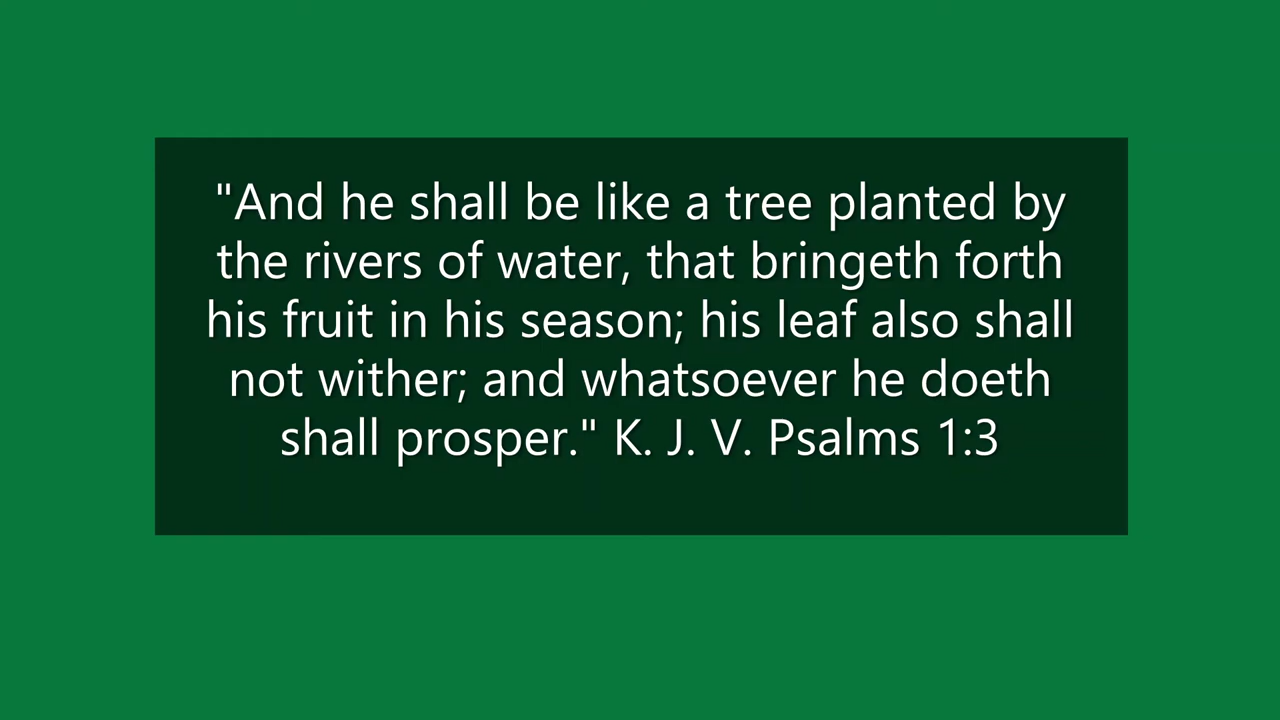 "And he shall be like a tree planted by
the rivers of water, that bringeth forth
his fruit in his season; his leaf also shall
not wither; and whatsoever he doeth
shall prosper." K. J. V. Psalms 1:3